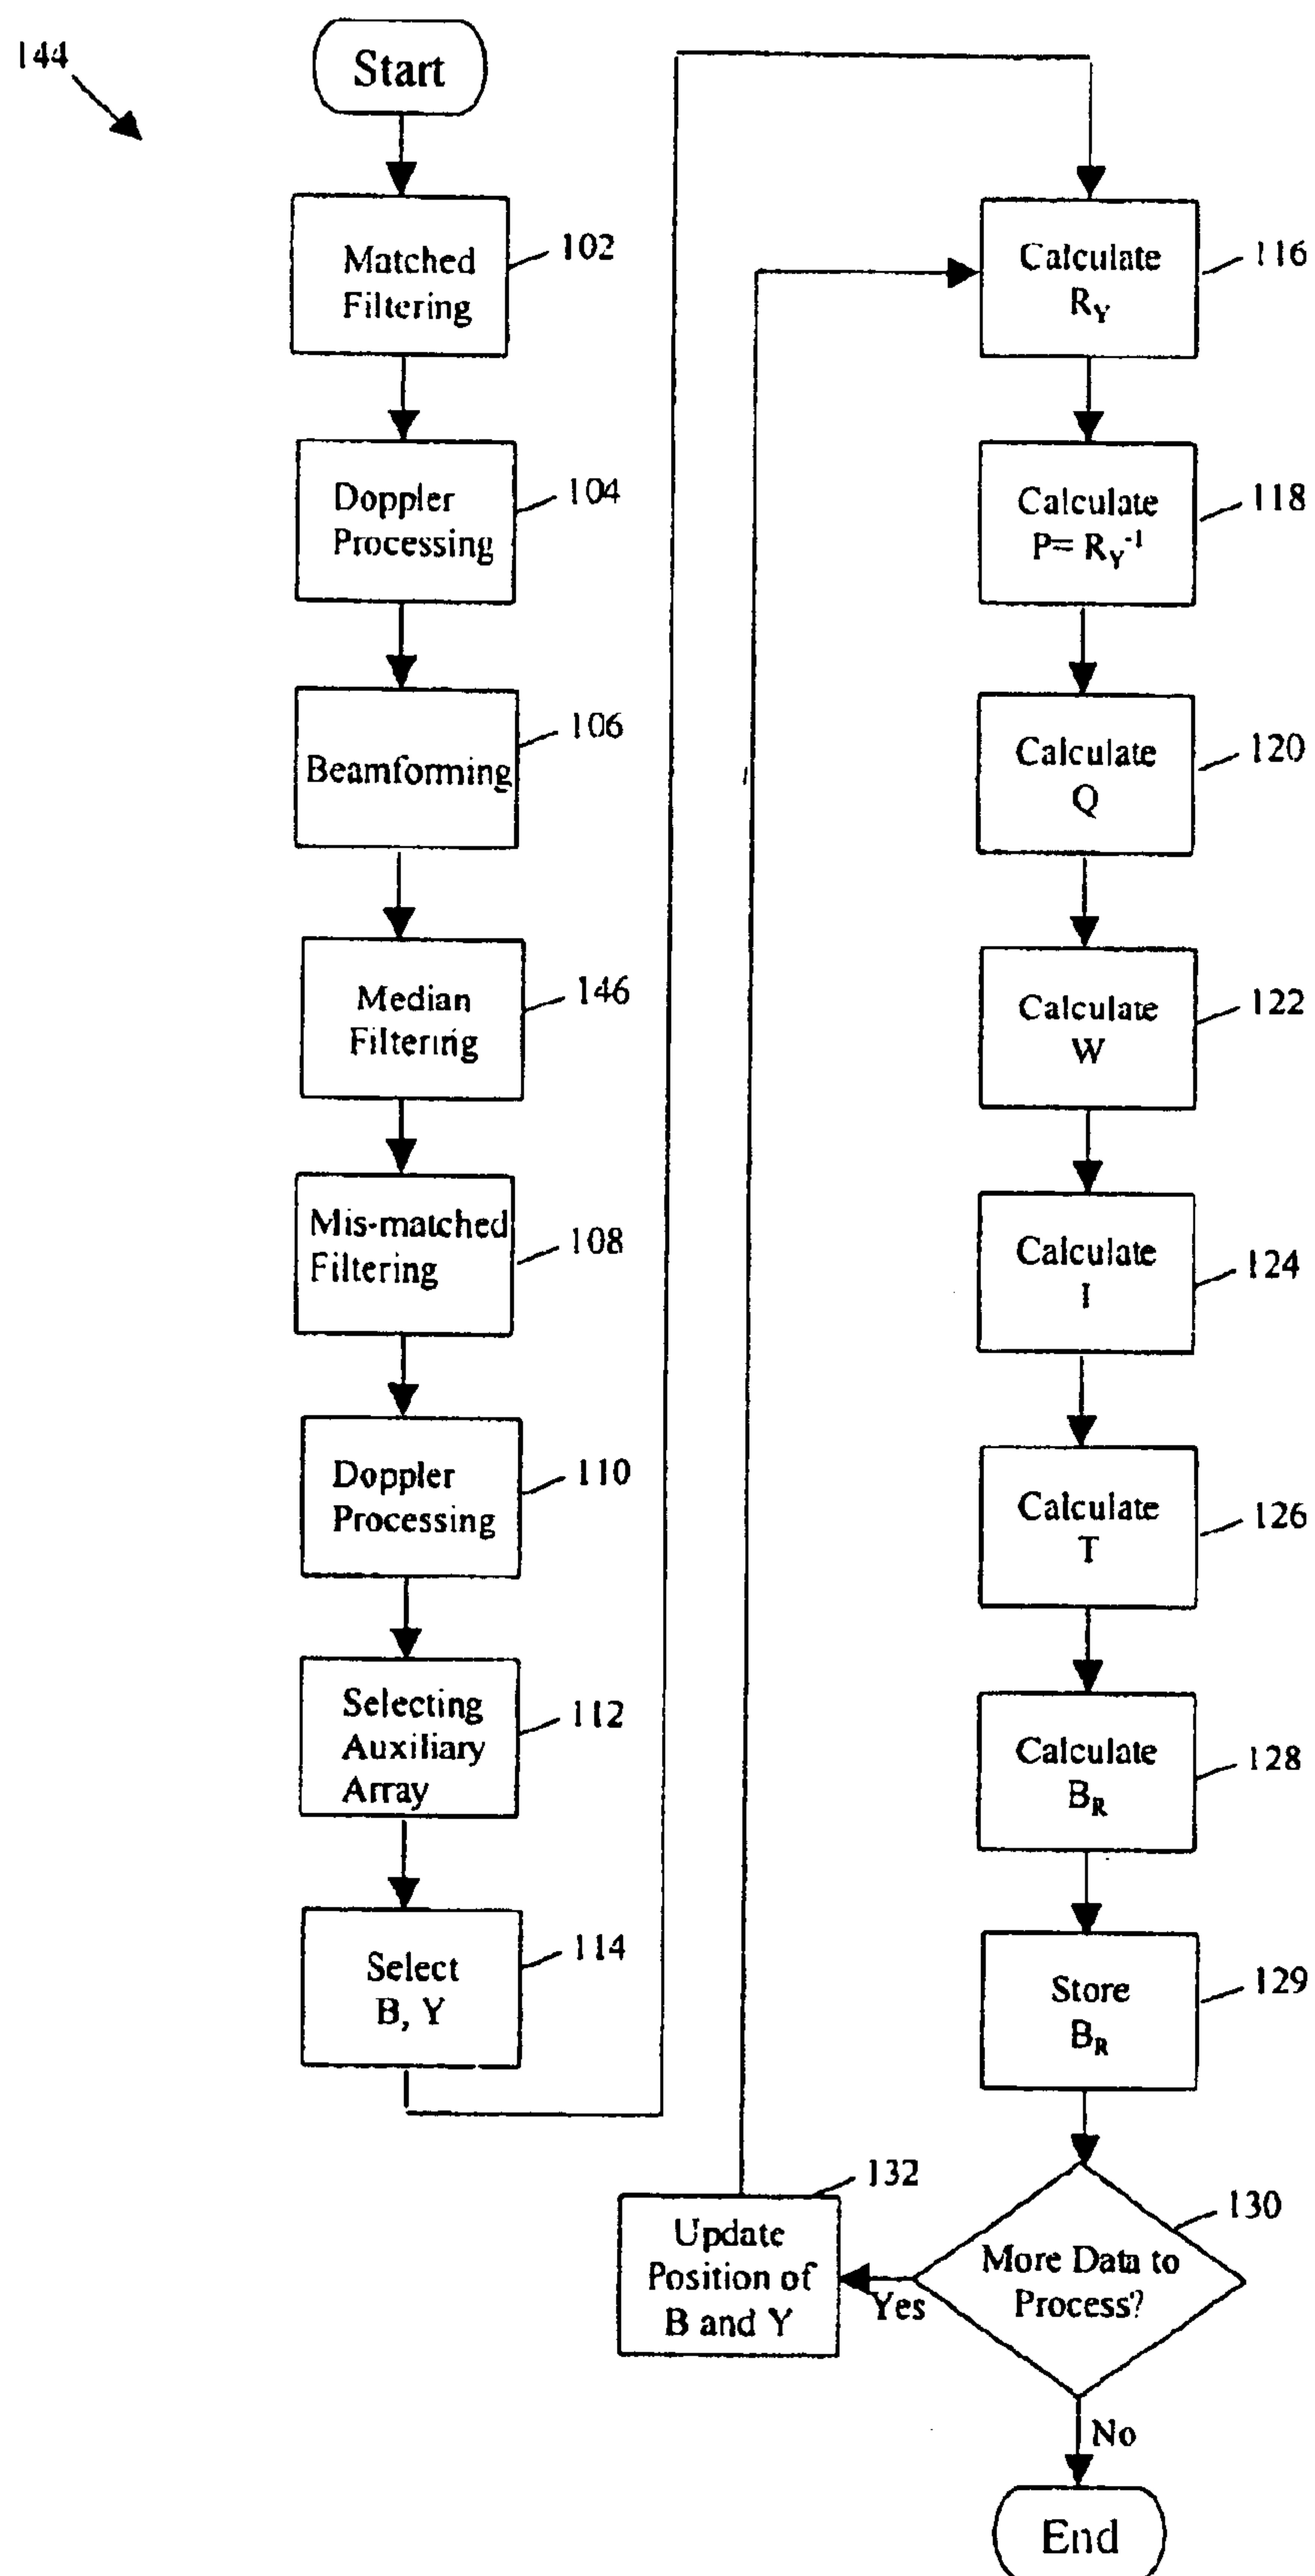 144
Start
Matched
Filtering
102
Doppler
Processing
104
Beamforming
106
Median
Filtering
146
Mis-matched
Filtering
108
Doppler
Processing
110
Selecting
Auxiliary
Array
112
Select
B, Y
114
Calculate
R_Y
116
Calculate
P= R_Y^-1
118
Calculate
Q
120
Calculate
W
122
Calculate
I
124
Calculate
T
126
Calculate
B_R
128
Store
B_R
129
More Data to
Process?
130
Yes
Update
Position of
B and Y
132
No
End